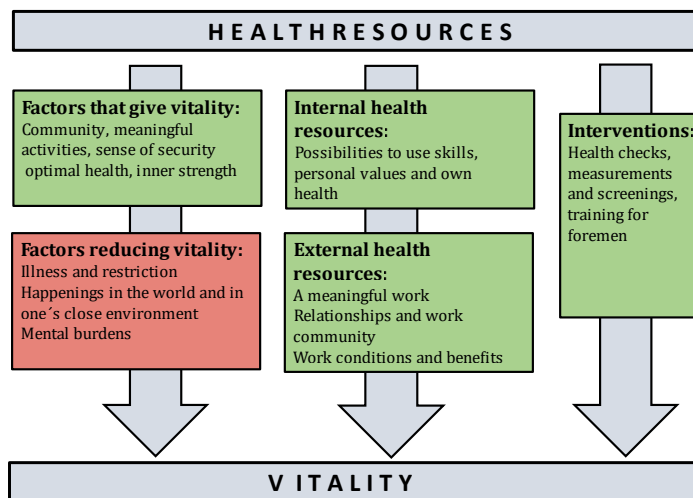 HEALTHRESOURCES
Factors that give vitality:
Community, meaningful
activities, sense of security
optimal health, inner strength
Factors reducing vitality:
Illness and restriction
Happenings in the world and in
one´s close environment
Mental burdens
Internal health
resources:
Possibilities to use skills,
personal values and own
health
External health
resources:
A meaningful work
Relationships and work
community
Work conditions and benefits
Interventions:
Health checks,
measurements
and screenings,
training for
foremen
VITALITY